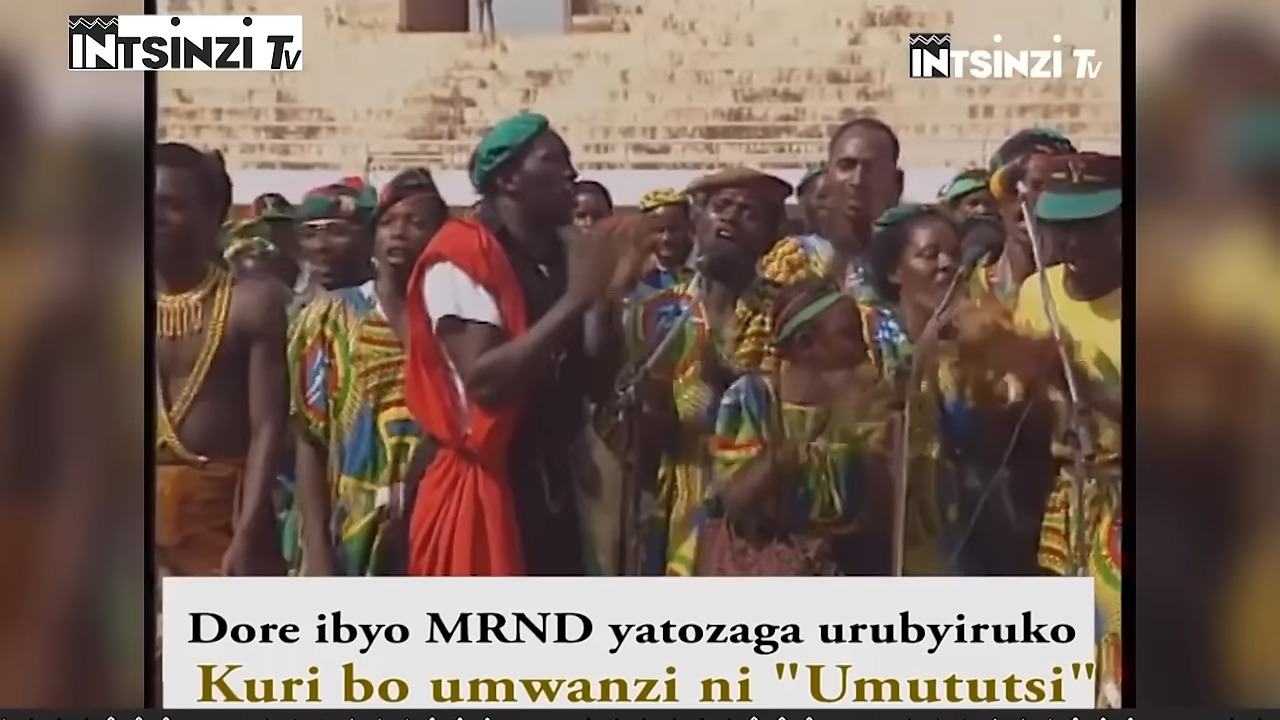 INTSINZI TV
INTSINZI TV
Dore ibyo MRND yatozaga urubyiruko
Kuri bo umwanzi ni "Umututsi"